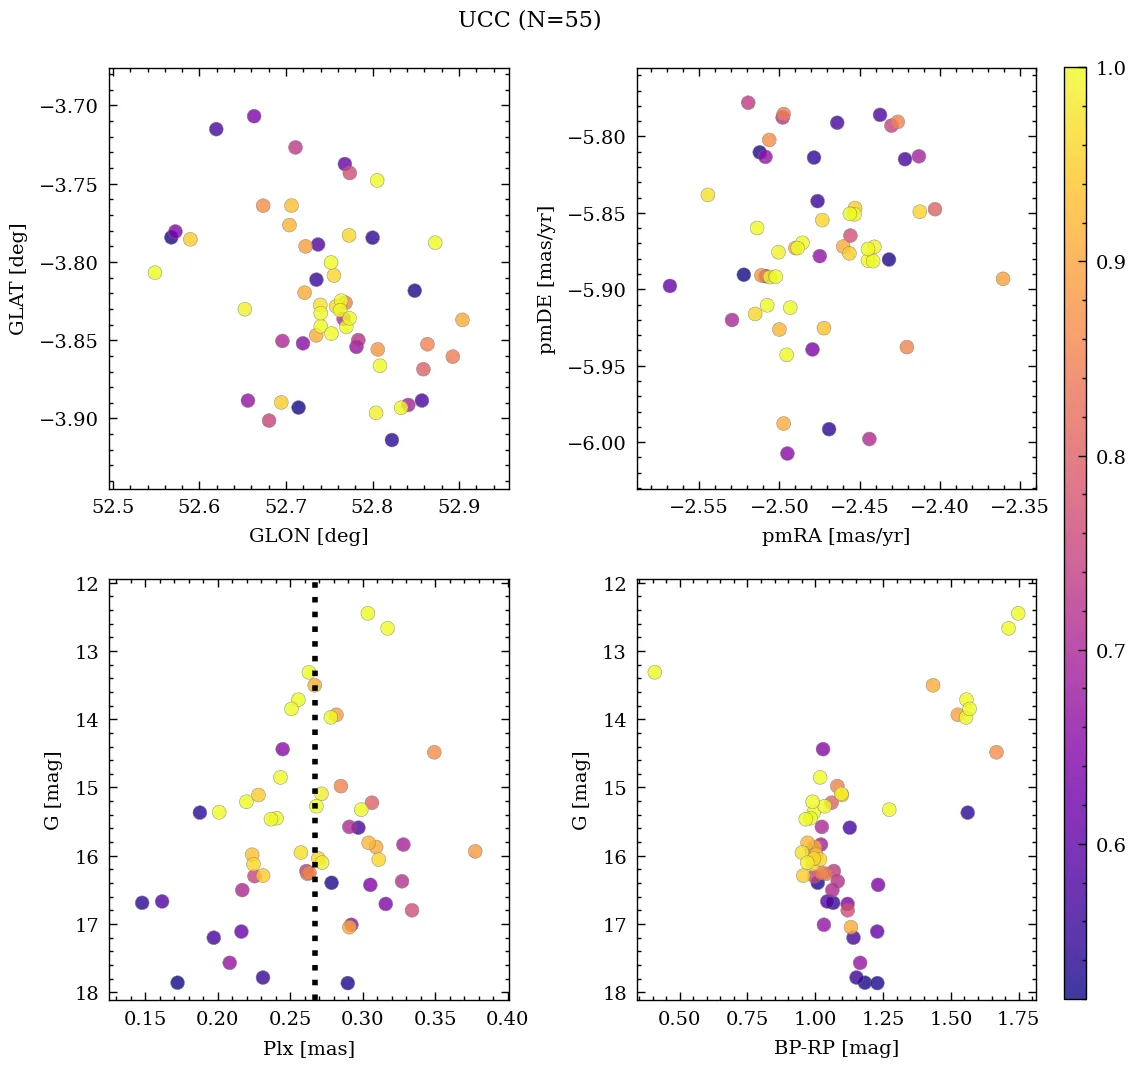 UCC (N=55)
−3.70
−3.75
−3.80
−3.85
−3.90
GLAT [deg]
52.5 52.6 52.7 52.8 52.9
GLON [deg]
−5.80
−5.85
−5.90
−5.95
−6.00
pmDE [mas/yr]
−2.55 −2.50 −2.45 −2.40 −2.35
pmRA [mas/yr]
12
13
14
15
16
17
18
G [mag]
0.15 0.20 0.25 0.30 0.35 0.40
Plx [mas]
12
13
14
15
16
17
18
G [mag]
0.50 0.75 1.00 1.25 1.50 1.75
BP-RP [mag]
1.0
0.9
0.8
0.7
0.6